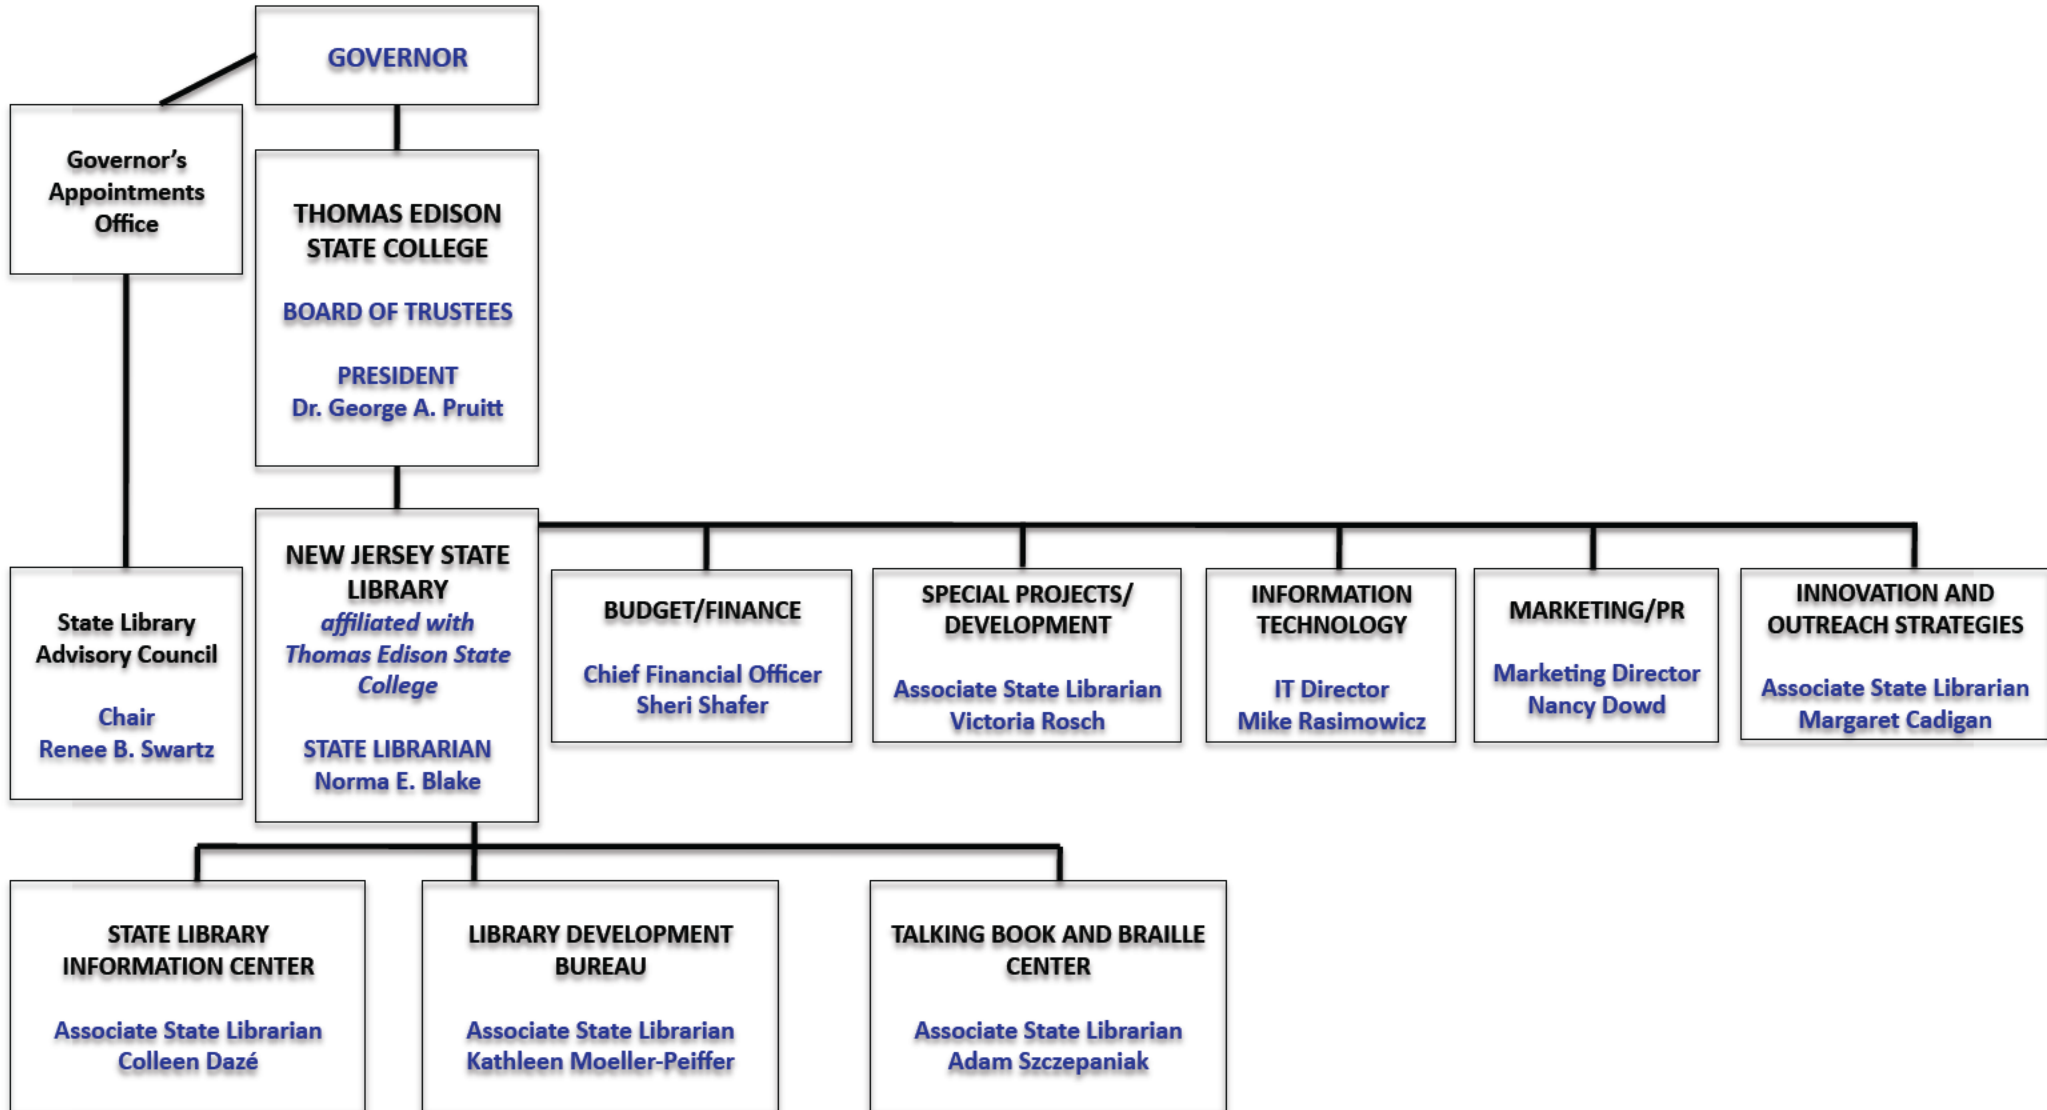 GOVERNOR
Governor’s
Appointments
Office
THOMAS EDISON
STATE COLLEGE
BOARD OF TRUSTEES
PRESIDENT
Dr. George A. Pruitt
State Library
Advisory Council
Chair
Renee B. Swartz
NEW JERSEY STATE
LIBRARY
affiliated with
Thomas Edison State
College
STATE LIBRARIAN
Norma E. Blake
BUDGET/FINANCE
Chief Financial Officer
Sheri Shafer
SPECIAL PROJECTS/
DEVELOPMENT
Associate State Librarian
Victoria Rosch
INFORMATION
TECHNOLOGY
IT Director
Mike Rasimowicz
MARKETING/PR
Marketing Director
Nancy Dowd
INNOVATION AND
OUTREACH STRATEGIES
Associate State Librarian
Margaret Cadigan
STATE LIBRARY
INFORMATION CENTER
Associate State Librarian
Colleen Dazé
LIBRARY DEVELOPMENT
BUREAU
Associate State Librarian
Kathleen Moeller-Peiffer
TALKING BOOK AND BRAILLE
CENTER
Associate State Librarian
Adam Szczepaniak